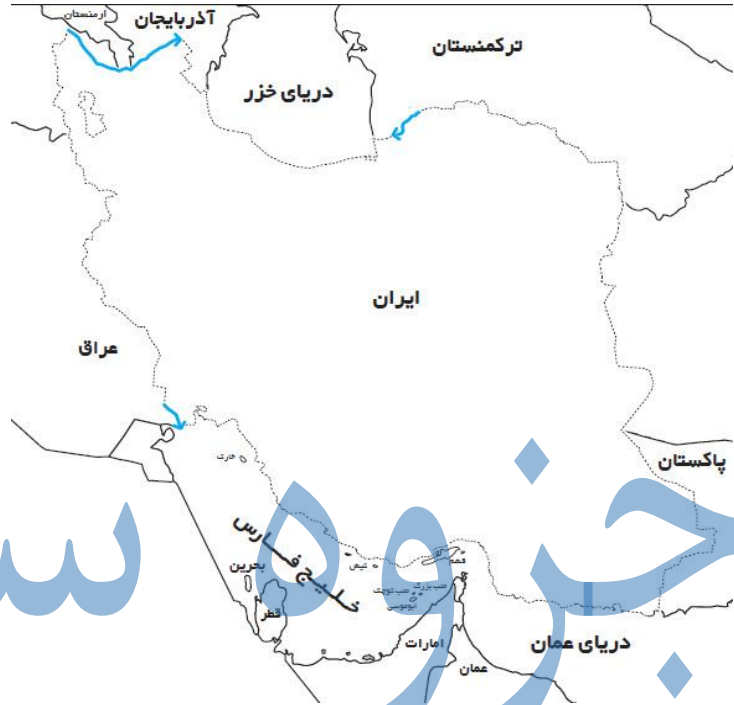 ارمنستان
آذربایجان
ترکمنستان
دریای خزر
ایران
عراق
پاکستان
خارک
خلیج فارس
بحرین
قطر
کیش
قشم
تنب بزرگ
تنب کوچک
ابوموسی
امارات
عمان
دریای عمان
جزوه س